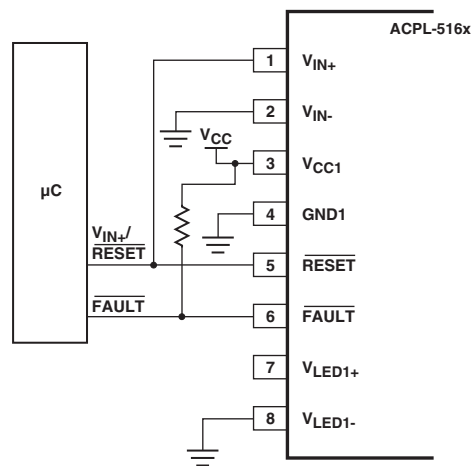 ACPL-516x
1 VIN+
2 VIN-
VCC
3 VCC1
µC
4 GND1
VIN+/
RESET
5 RESET
FAULT
6 FAULT
7 VLED1+
8 VLED1-